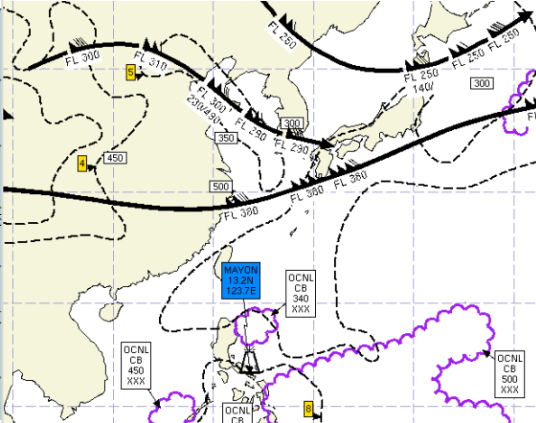 FL 250
FL 300
FL 310
5
FL 300
230/490
FL 290
FL 290
300
350
FL 250
140/
FL 250
FL 250
300
4
450
500
FL 380
FL 380
FL 380
FL
MAYON
13.2N
123.7E
OCNL
CB
340
XXX
OCNL
CB
450
XXX
OCNL
CB
500
XXX
OCNL
CB
8